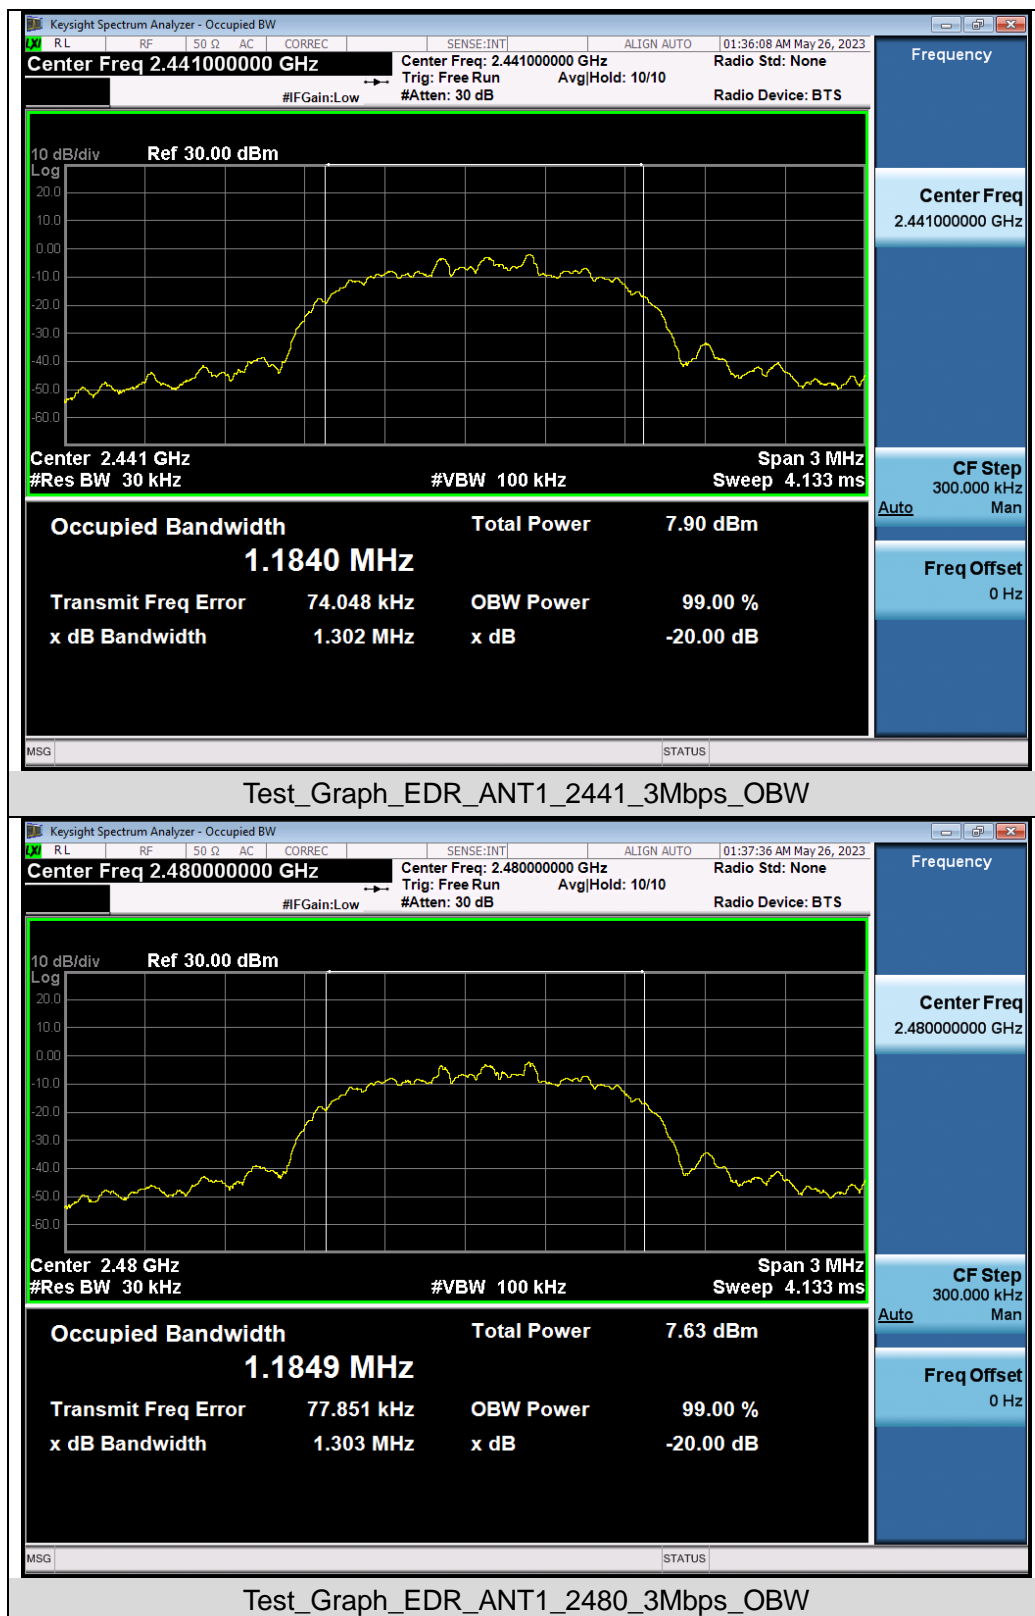 Keysight Spectrum Analyzer - Occupied BW
LXI RL RF 50 Ω AC CORREC SENSE:INT ALIGN AUTO 01:36:08 AM May 26, 2023
Center Freq 2.441000000 GHz
Center Freq: 2.441000000 GHz
Radio Std: None
Trig: Free Run Avg|Hold: 10/10
#IFGain:Low
#Atten: 30 dB
Radio Device: BTS
10 dB/div Ref 30.00 dBm
Log
20.0
10.0
0.00
-10.0
-20.0
-30.0
-40.0
-50.0
-60.0
Center 2.441 GHz Span 3 MHz
#Res BW 30 kHz #VBW 100 kHz Sweep 4.133 ms
Occupied Bandwidth Total Power 7.90 dBm
1.1840 MHz
Transmit Freq Error 74.048 kHz OBW Power 99.00 %
x dB Bandwidth 1.302 MHz x dB -20.00 dB
MSG STATUS
Frequency
Center Freq
2.441000000 GHz
CF Step
300.000 kHz
Auto Man
Freq Offset
0 Hz
Test_Graph_EDR_ANT1_2441_3Mbps_OBW
Keysight Spectrum Analyzer - Occupied BW
LXI RL RF 50 Ω AC CORREC SENSE:INT ALIGN AUTO 01:37:36 AM May 26, 2023
Center Freq 2.480000000 GHz
Center Freq: 2.480000000 GHz
Radio Std: None
Trig: Free Run Avg|Hold: 10/10
#IFGain:Low
#Atten: 30 dB
Radio Device: BTS
10 dB/div Ref 30.00 dBm
Log
20.0
10.0
0.00
-10.0
-20.0
-30.0
-40.0
-50.0
-60.0
Center 2.48 GHz Span 3 MHz
#Res BW 30 kHz #VBW 100 kHz Sweep 4.133 ms
Occupied Bandwidth Total Power 7.63 dBm
1.1849 MHz
Transmit Freq Error 77.851 kHz OBW Power 99.00 %
x dB Bandwidth 1.303 MHz x dB -20.00 dB
MSG STATUS
Frequency
Center Freq
2.480000000 GHz
CF Step
300.000 kHz
Auto Man
Freq Offset
0 Hz
Test_Graph_EDR_ANT1_2480_3Mbps_OBW